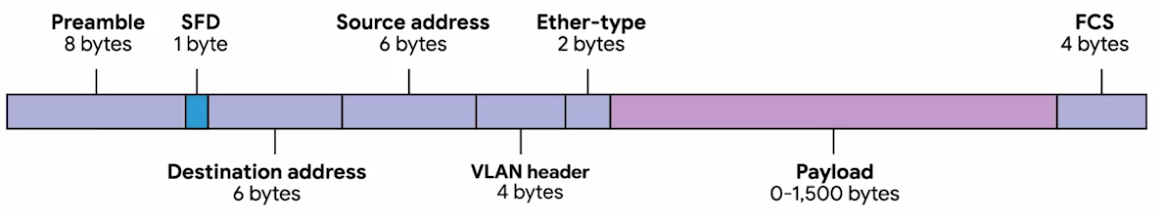 Preamble
8 bytes
SFD
1 byte
Source address
6 bytes
Ether-type
2 bytes
FCS
4 bytes
Destination address
6 bytes
VLAN header
4 bytes
Payload
0-1,500 bytes